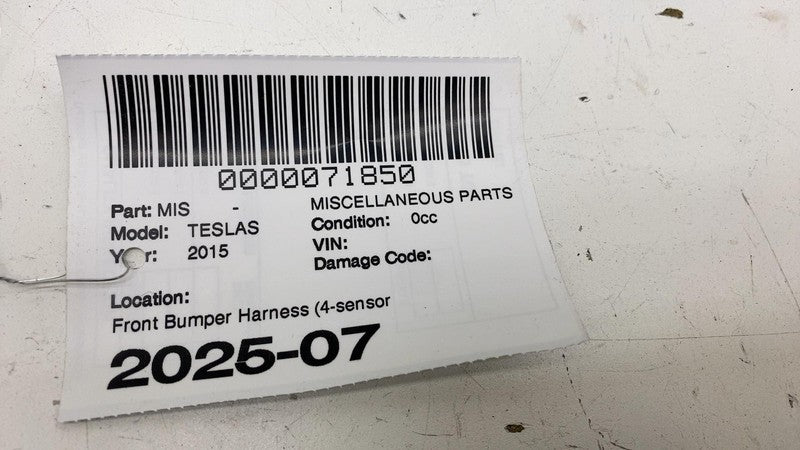 0000071850
Part: MIS - MISCELLANEOUS PARTS
Model: TESLAS Condition: 0cc
Year: 2015 VIN:
Damage Code:
Location:
Front Bumper Harness (4-sensor
2025-07